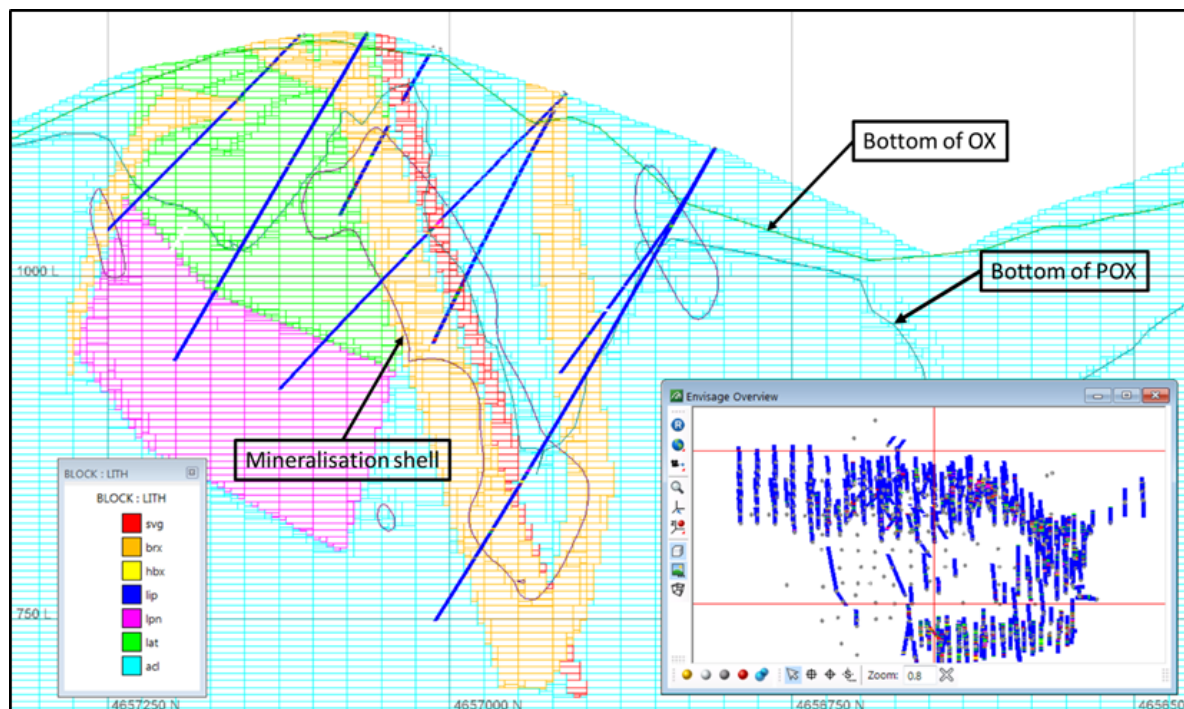 Bottom of OX
Bottom of POX
1000 L
Mineralisation shell
750 L
BLOCK : LITH
BLOCK : LITH
svg
brx
hbx
lip
lpn
lat
acl
Envisage Overview
Zoom: 0.8
4657250 N
4657000 N
4656750 N